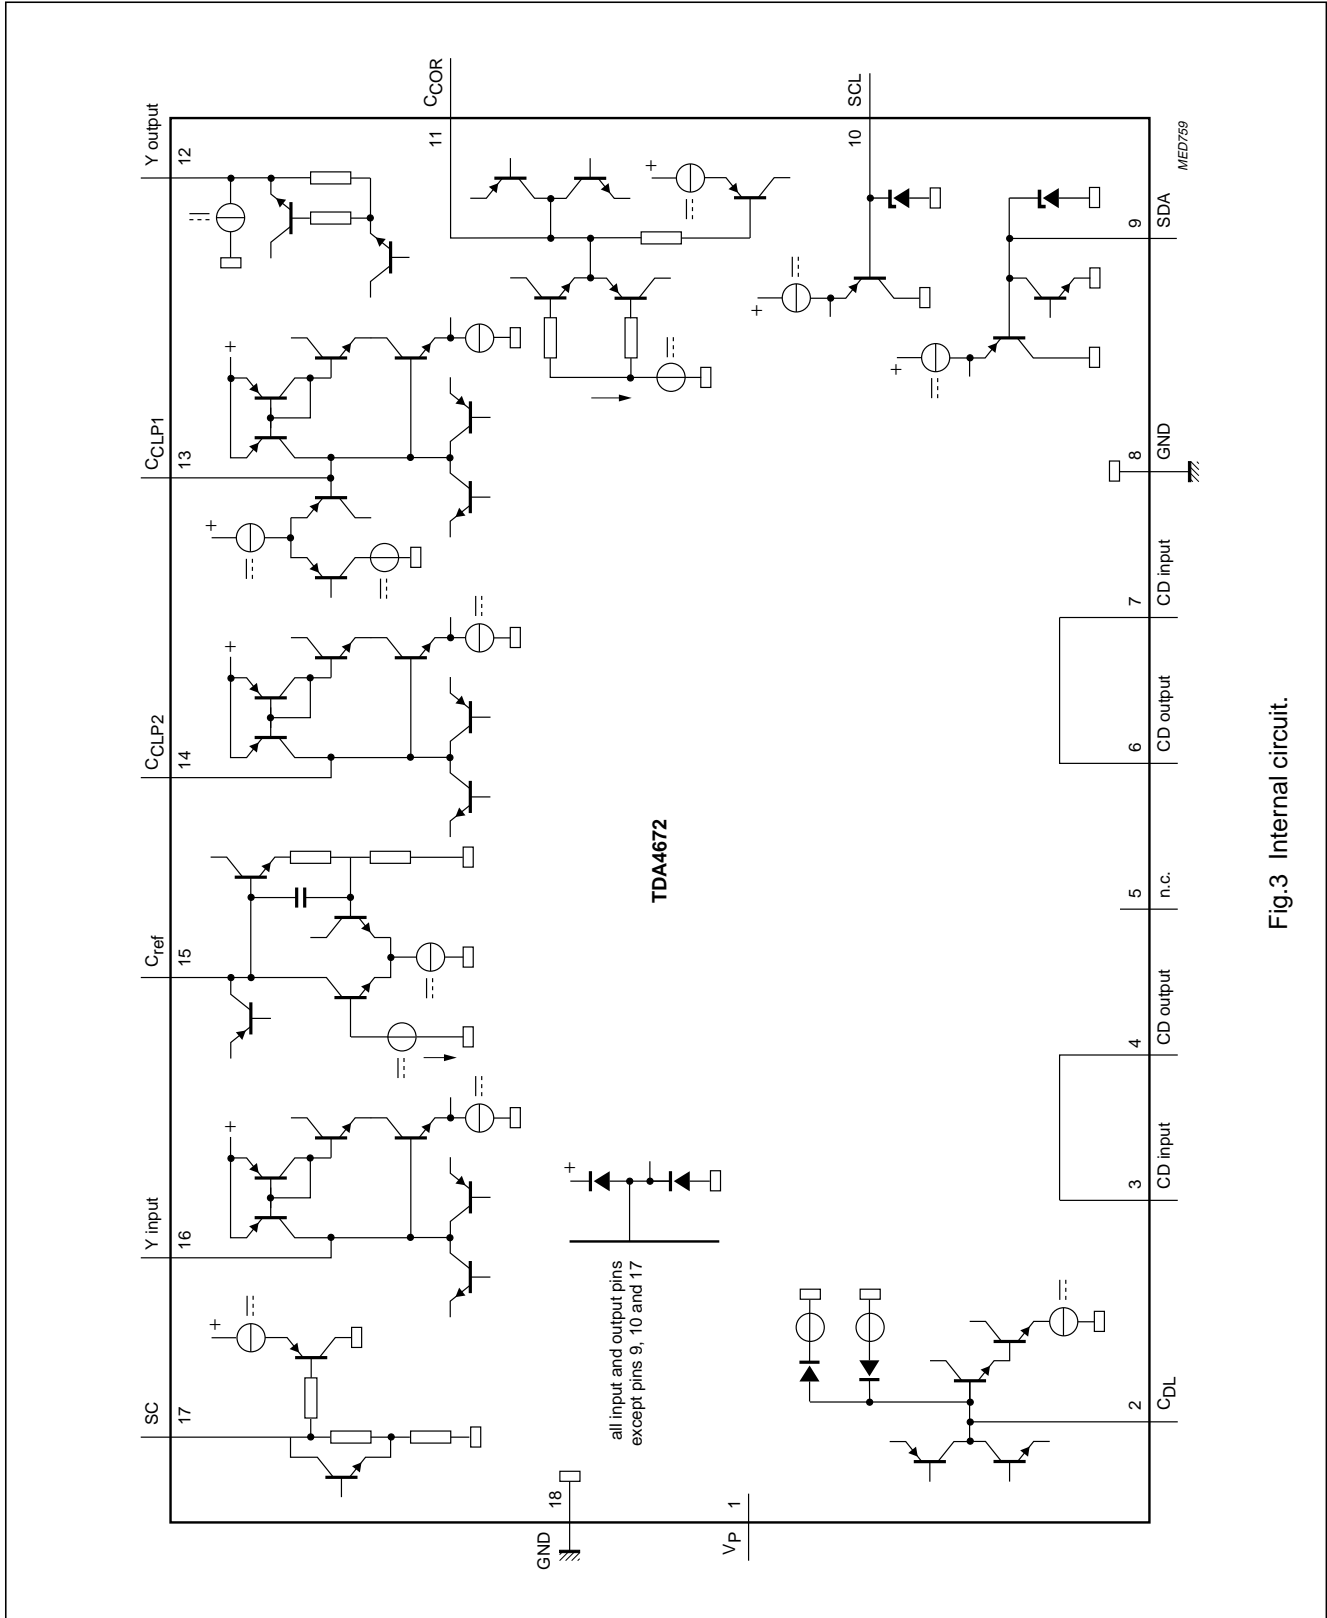 SC
17
Y input
16
Cref
15
CCLP2
14
CCLP1
13
Y output
12
+
+
+
+
+
GND
18
all input and output pins
except pins 9, 10 and 17
+
TDA4672
+
CCOR
11
VP
1
SCL
10
+
+
2
CDL
3
CD input
4
CD output
5
n.c.
6
CD output
7
CD input
8
GND
9
SDA
MED759
Fig.3 Internal circuit.